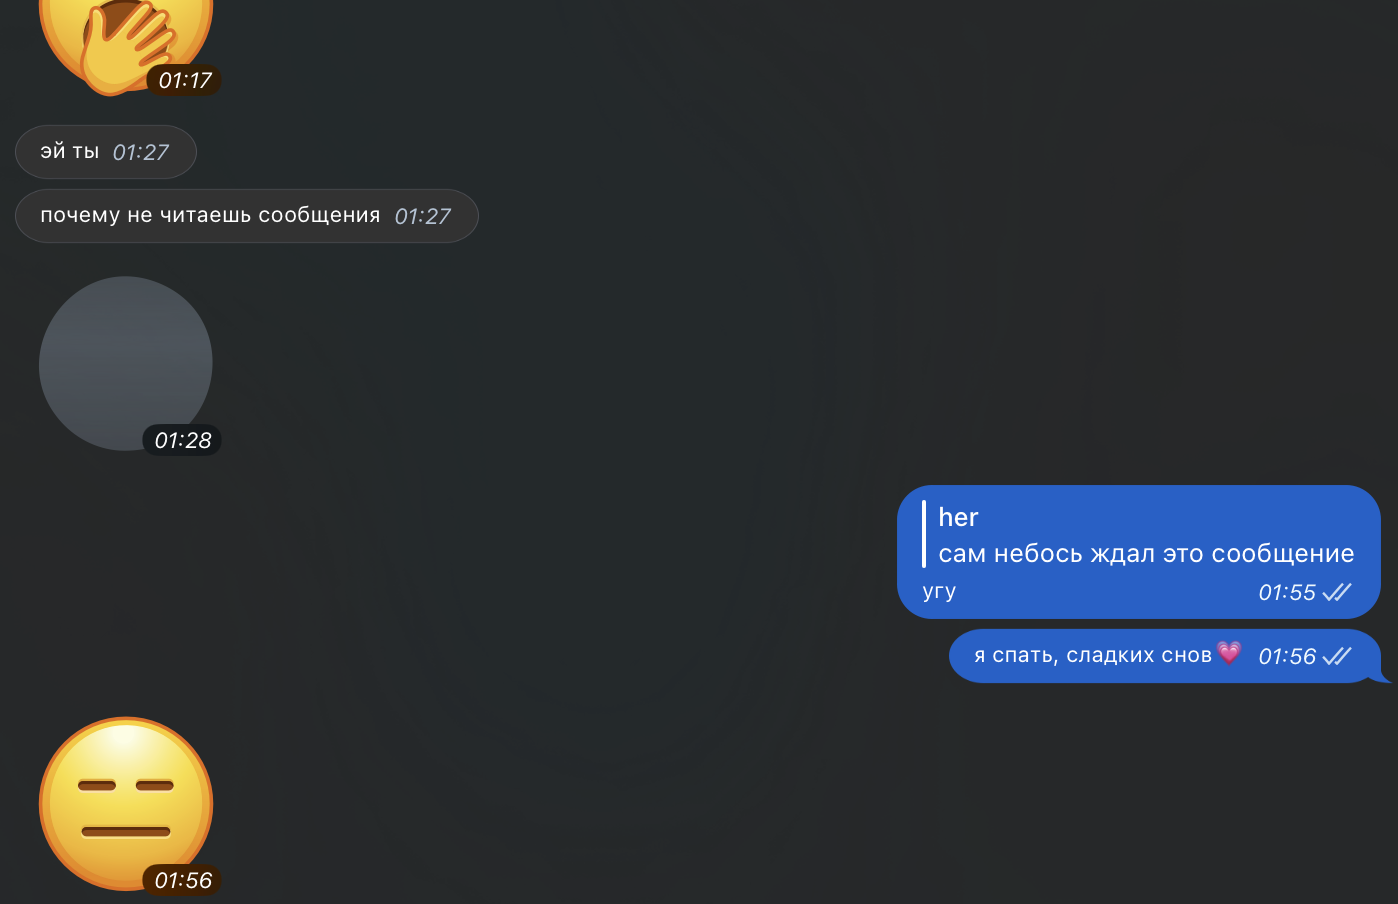 01:17
эй ты 01:27
почему не читаешь сообщения 01:27
01:28
her
сам небось ждал это сообщение
угу 01:55
я спать, сладких снов💗 01:56
01:56